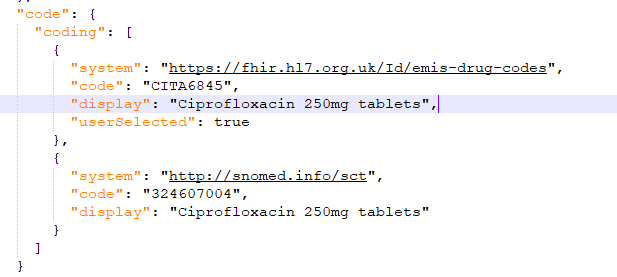 "code": {
"coding": [
{
"system": "https://fhir.hl7.org.uk/Id/emis-drug-codes",
"code": "CITA6845",
"display": "Ciprofloxacin 250mg tablets",
"userSelected": true
},
{
"system": "http://snomed.info/sct",
"code": "324607004",
"display": "Ciprofloxacin 250mg tablets"
}
]
}